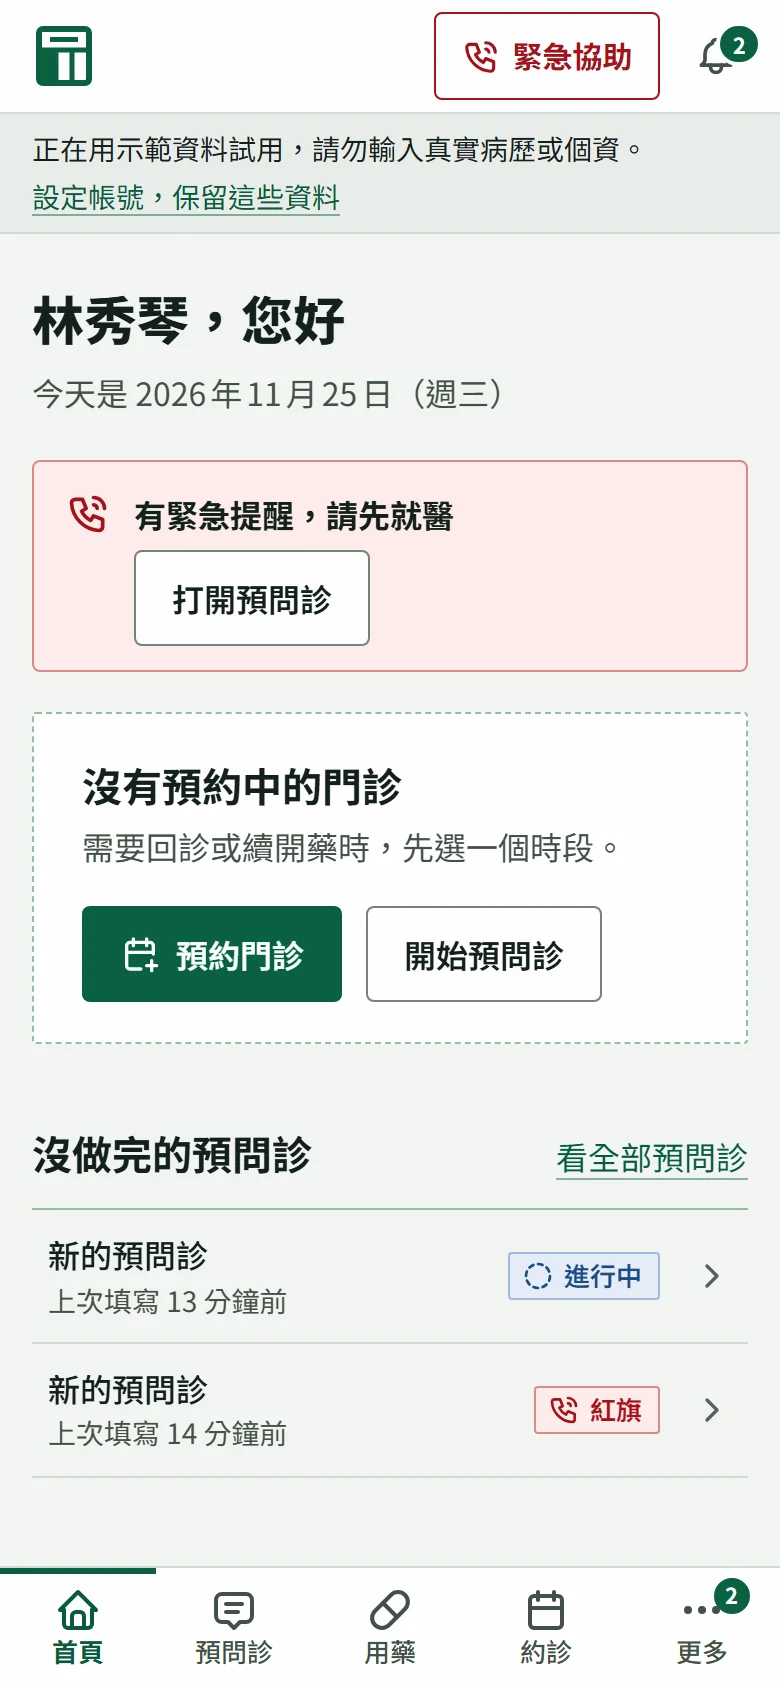 緊急協助
2
正在用示範資料試用，請勿輸入真實病歷或個資。
設定帳號，保留這些資料
林秀琴，您好
今天是 2026 年 11 月 25 日（週三）
有緊急提醒，請先就醫
打開預問診
沒有預約中的門診
需要回診或續開藥時，先選一個時段。
預約門診
開始預問診
沒做完的預問診
看全部預問診
新的預問診
上次填寫 13 分鐘前
進行中
新的預問診
上次填寫 14 分鐘前
紅旗
首頁
預問診
用藥
約診
2
更多